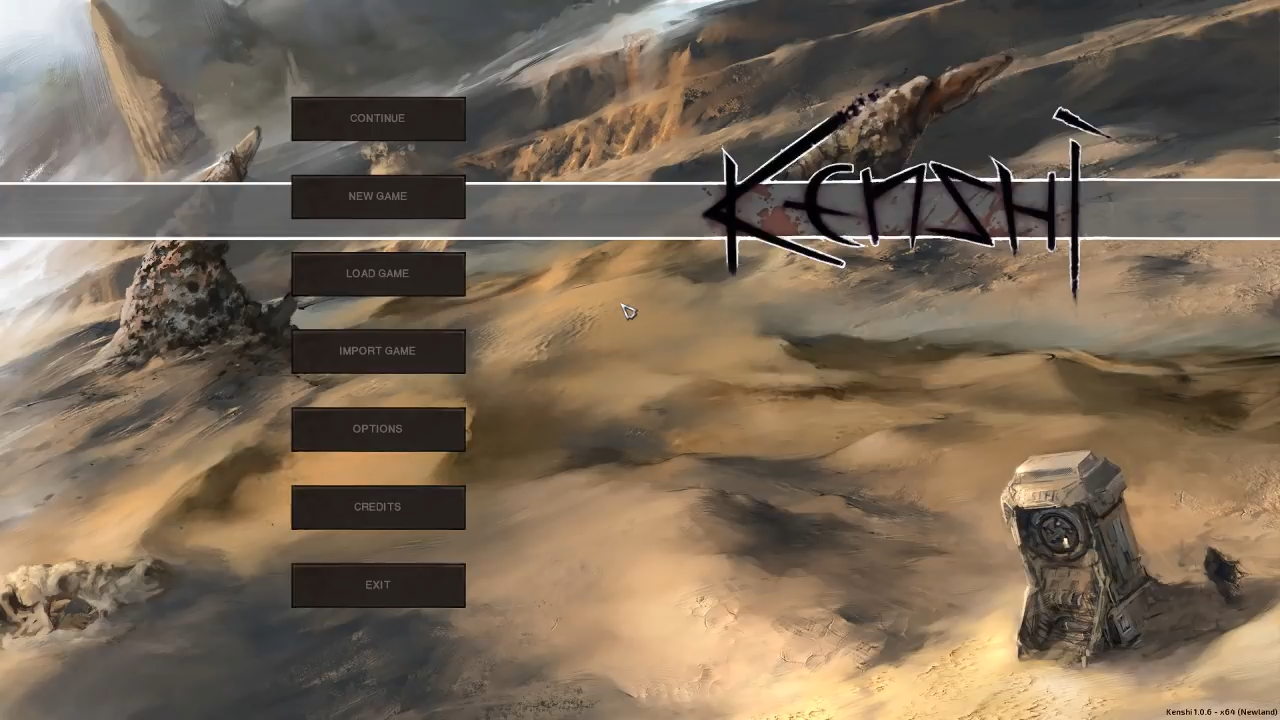 CONTINUE
NEW GAME
KENSHI
LOAD GAME
IMPORT GAME
OPTIONS
CREDITS
EXIT
Kenshi 1.0.6 - x64 (Newland)